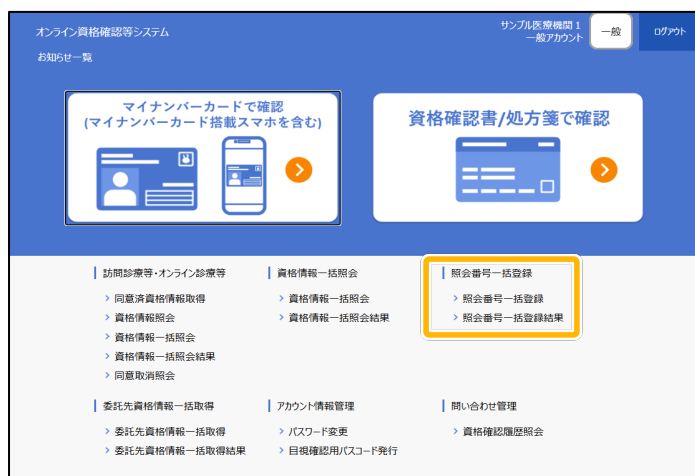 オンライン資格確認等システム
サンプル医療機関１
一般アカウント
一般
ログアウト
お知らせ一覧
マイナンバーカードで確認
(マイナンバーカード搭載スマホを含む)
資格確認書/処方箋で確認
訪問診療等・オンライン診療等
同意済資格情報取得
資格情報照会
資格情報一括照会
資格情報一括照会結果
同意取消照会
資格情報一括照会
資格情報一括照会
資格情報一括照会結果
照会番号一括登録
照会番号一括登録
照会番号一括登録結果
委託先資格情報一括取得
委託先資格情報一括取得
委託先資格情報一括取得結果
アカウント情報管理
パスワード変更
目視確認用パスコード発行
問い合わせ管理
資格確認履歴照会